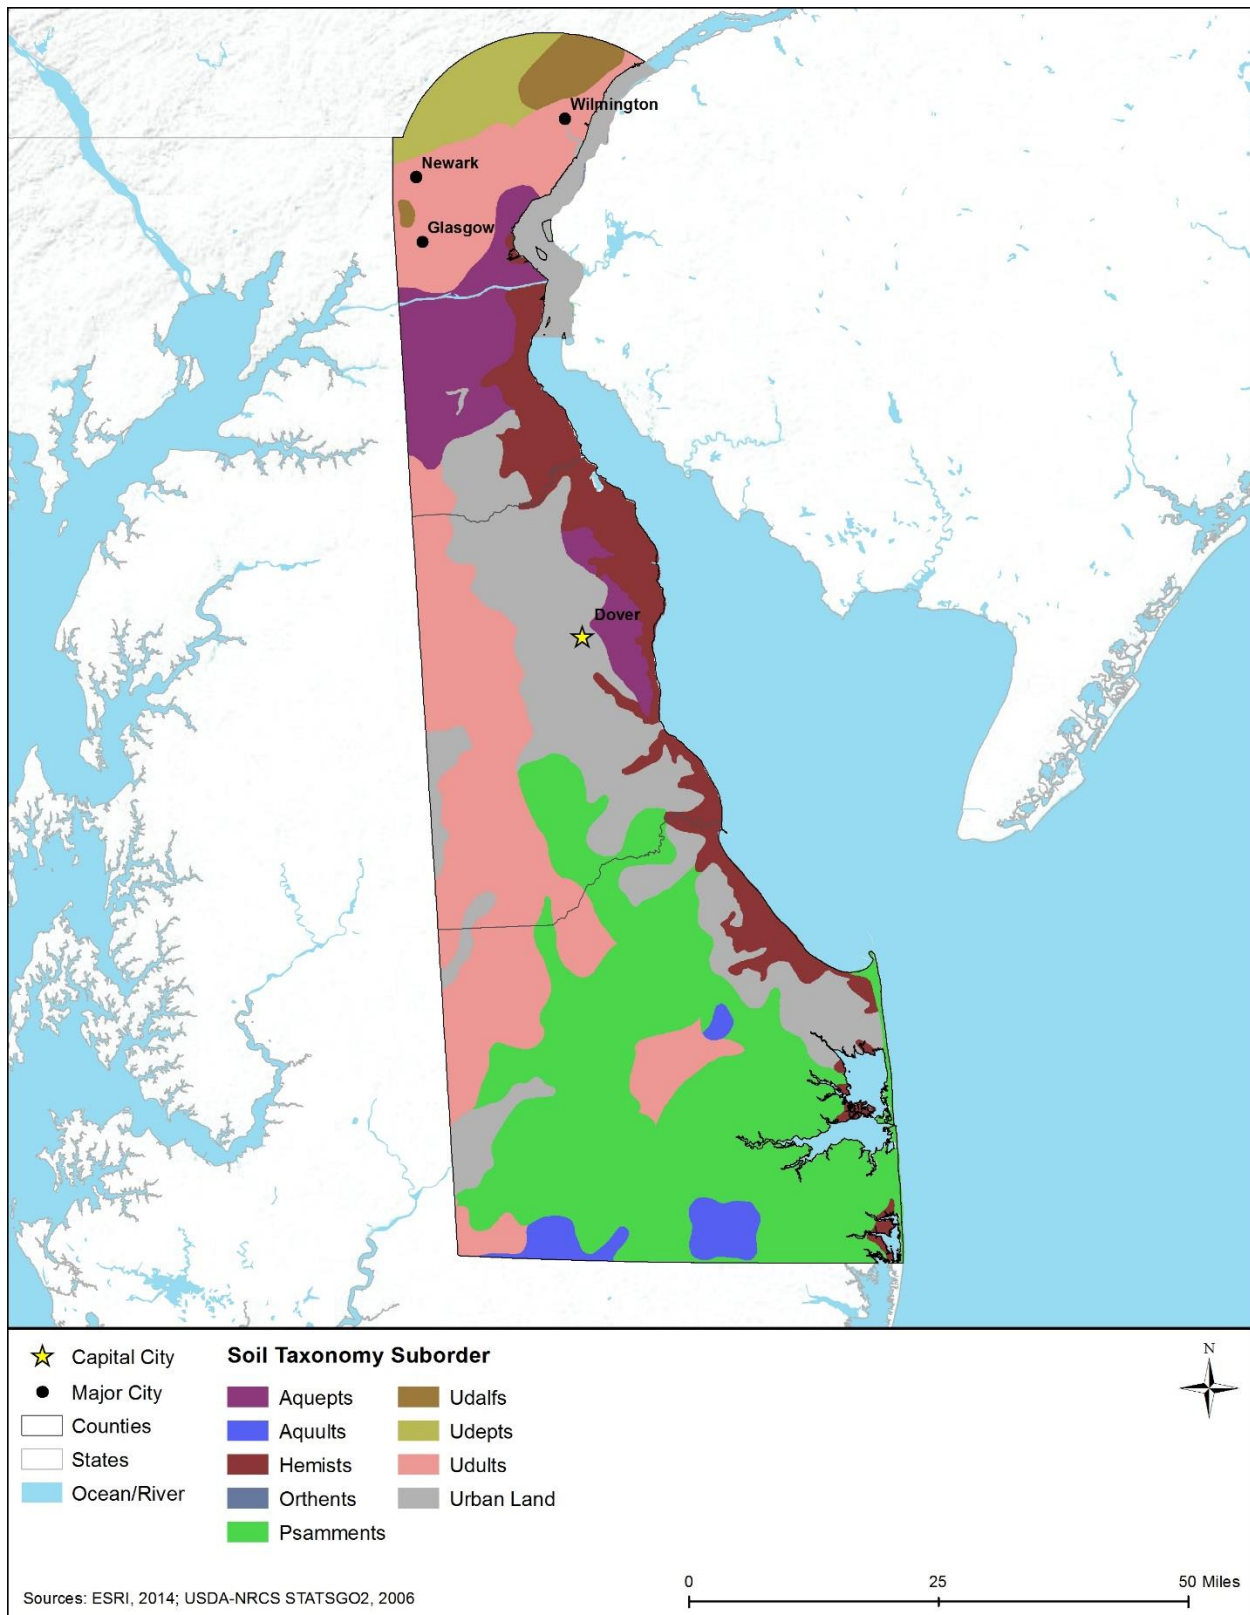 Wilmington
Newark
Glasgow
Dover
Capital City
Major City
Counties
States
Ocean/River
Soil Taxonomy Suborder
Aquepts
Aquults
Hemists
Orthents
Psamments
Udalfs
Udepts
Udults
Urban Land
N
Sources: ESRI, 2014; USDA-NRCS STATSGO2, 2006
0 25 50 Miles